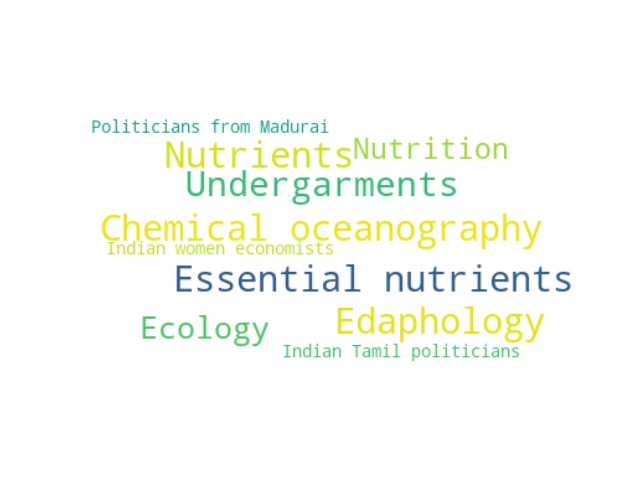 Politicians from Madurai
Nutrients
Nutrition
Undergarments
Chemical oceanography
Indian women economists
Essential nutrients
Ecology
Edaphology
Indian Tamil politicians